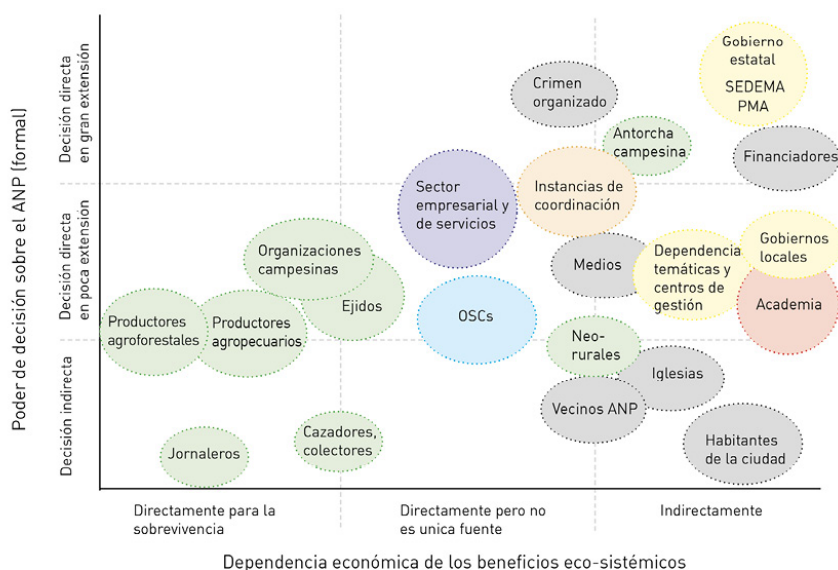 Poder de decisión sobre el ANP (formal)
Decisión directa
en gran extensión
Decisión directa
en poca extensión
Decisión indirecta
Gobierno
estatal
SEDEMA
PMA
Crimen
organizado
Antorcha
campesina
Financiadores
Sector
empresarial y
de servicios
Instancias de
coordinación
Organizaciones
campesinas
Ejidos
Medios
Dependencia
temáticas y
centros de
gestión
Gobiernos
locales
Academia
OSCs
Productores
agroforestales
Productores
agropecuarios
Neo-
rurales
Iglesias
Vecinos ANP
Jornaleros
Cazadores,
colectores
Habitantes
de la ciudad
Directamente para la
sobrevivencia
Directamente pero no
es unica fuente
Indirectamente
Dependencia económica de los beneficios eco-sistémicos